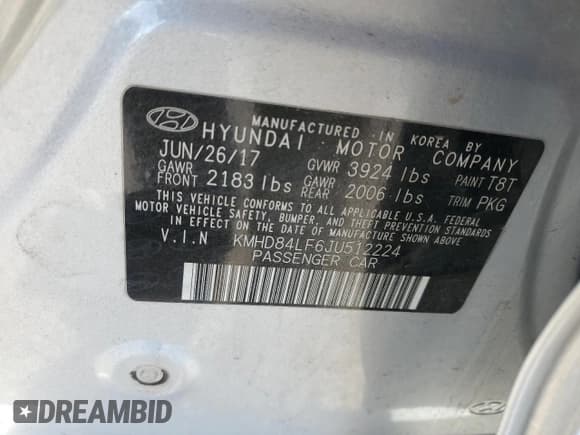 MANUFACTURED IN KOREA BY
HYUNDAI MOTOR COMPANY
JUN/26/17 GVWR 3924 lbs PAINT T8T
GAWR FRONT 2183 lbs GAWR REAR 2006 lbs TRIM PKG
THIS VEHICLE CONFORMS TO ALL APPLICABLE U.S.A. FEDERAL
MOTOR VEHICLE SAFETY, BUMPER, AND THEFT PREVENTION STANDARDS
IN EFFECT ON THE DATE OF MANUFACTURE SHOWN ABOVE.
V.I.N KMHD84LF6JU512224
PASSENGER CAR
DREAMBID